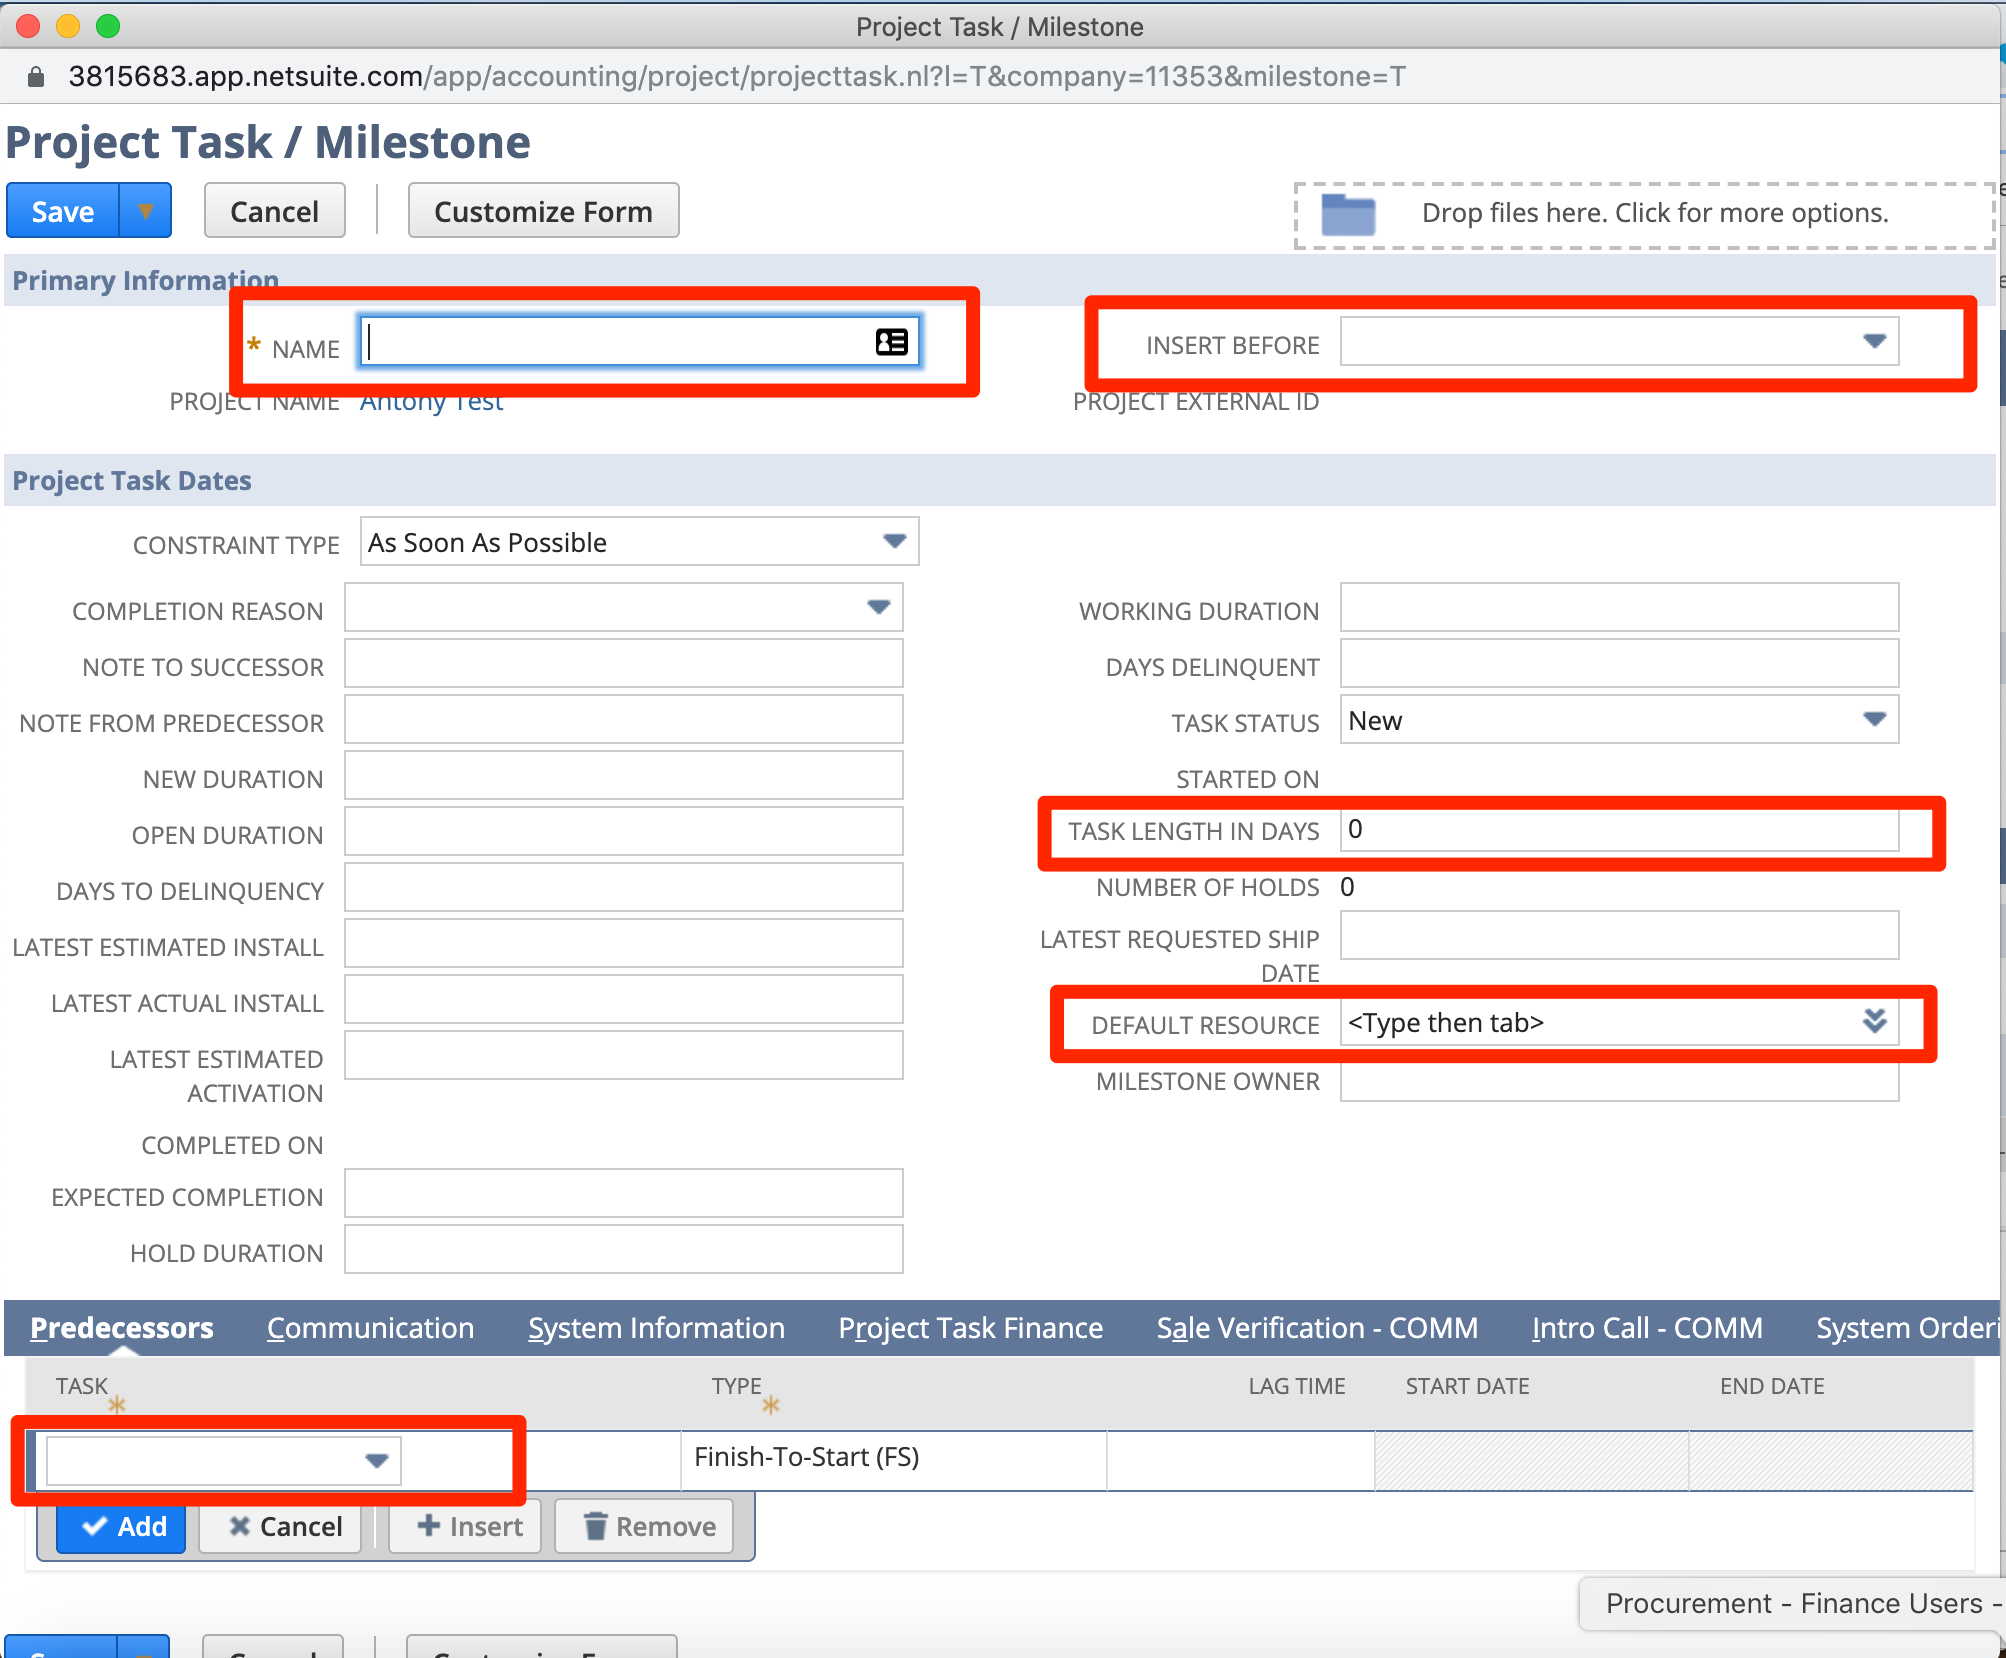 Project Task / Milestone
3815683.app.netsuite.com/app/accounting/project/projecttask.nl?l=T&company=11353&milestone=T
Project Task / Milestone
Save
Cancel
Customize Form
Drop files here. Click for more options.
Primary Information
* NAME
INSERT BEFORE
PROJECT NAME Antony Test
PROJECT EXTERNAL ID
Project Task Dates
CONSTRAINT TYPE As Soon As Possible
COMPLETION REASON
NOTE TO SUCCESSOR
NOTE FROM PREDECESSOR
NEW DURATION
OPEN DURATION
DAYS TO DELINQUENCY
LATEST ESTIMATED INSTALL
LATEST ACTUAL INSTALL
LATEST ESTIMATED
ACTIVATION
COMPLETED ON
EXPECTED COMPLETION
HOLD DURATION
WORKING DURATION
DAYS DELINQUENT
TASK STATUS New
STARTED ON
TASK LENGTH IN DAYS 0
NUMBER OF HOLDS 0
LATEST REQUESTED SHIP
DATE
DEFAULT RESOURCE <Type then tab>
MILESTONE OWNER
Predecessors Communication System Information Project Task Finance Sale Verification - COMM Intro Call - COMM System Orderi
TASK * TYPE * LAG TIME START DATE END DATE
Finish-To-Start (FS)
Add Cancel Insert Remove
Procurement - Finance Users -